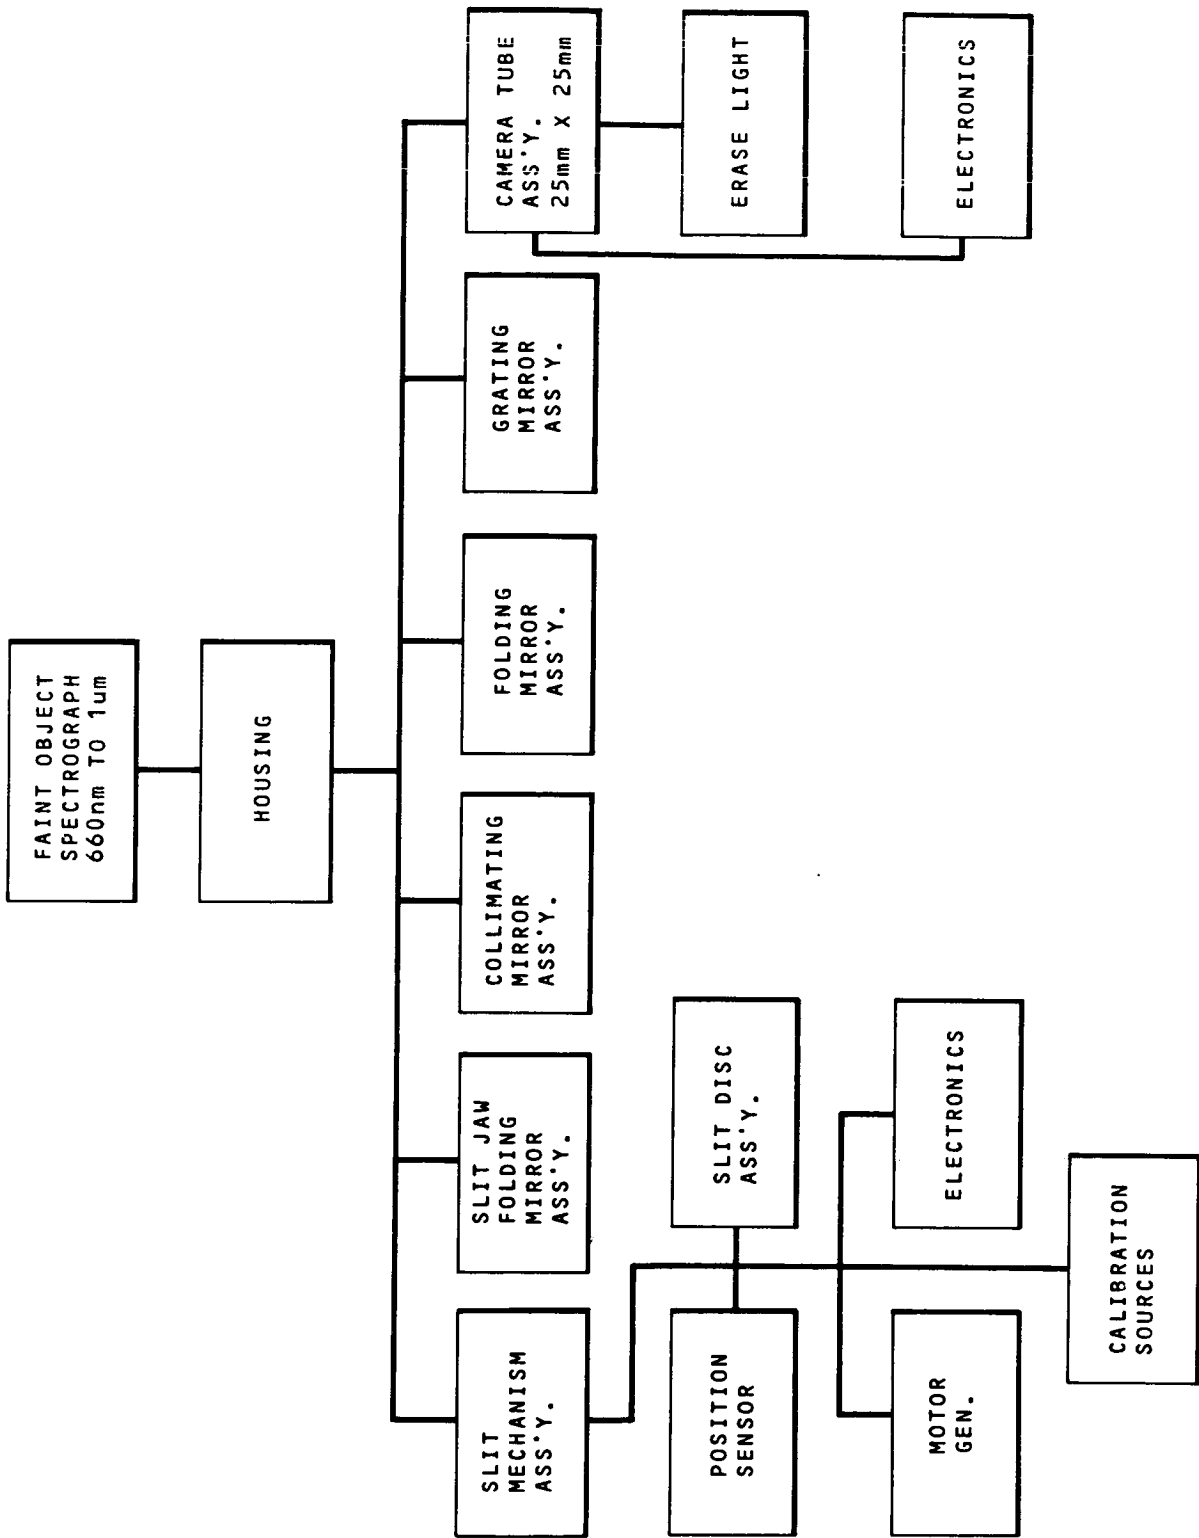 FAINT OBJECT
SPECTROGRAPH
660nm TO 1um
HOUSING
SLIT
MECHANISM
ASS'Y.
SLIT JAW
FOLDING
MIRROR
ASS'Y.
COLLIMATING
MIRROR
ASS'Y.
FOLDING
MIRROR
ASS'Y.
GRATING
MIRROR
ASS'Y.
CAMERA TUBE
ASS'Y.
25mm X 25mm
POSITION
SENSOR
SLIT DISC
ASS'Y.
ERASE LIGHT
MOTOR
GEN.
ELECTRONICS
ELECTRONICS
CALIBRATION
SOURCES